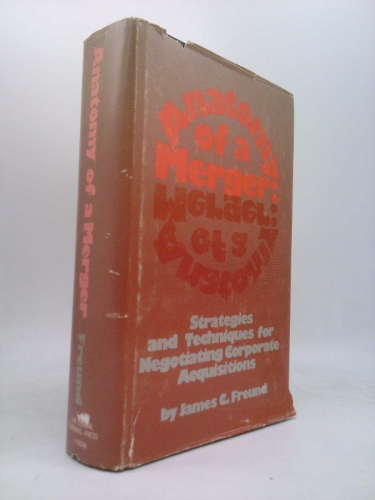 Anatomy
of a
Merger:
Merger:
of a
Anatomy
Strategies
and Techniques for
Negotiating Corporate
Acquisitions
by James C. Freund
Anatomy of a Merger
Freund